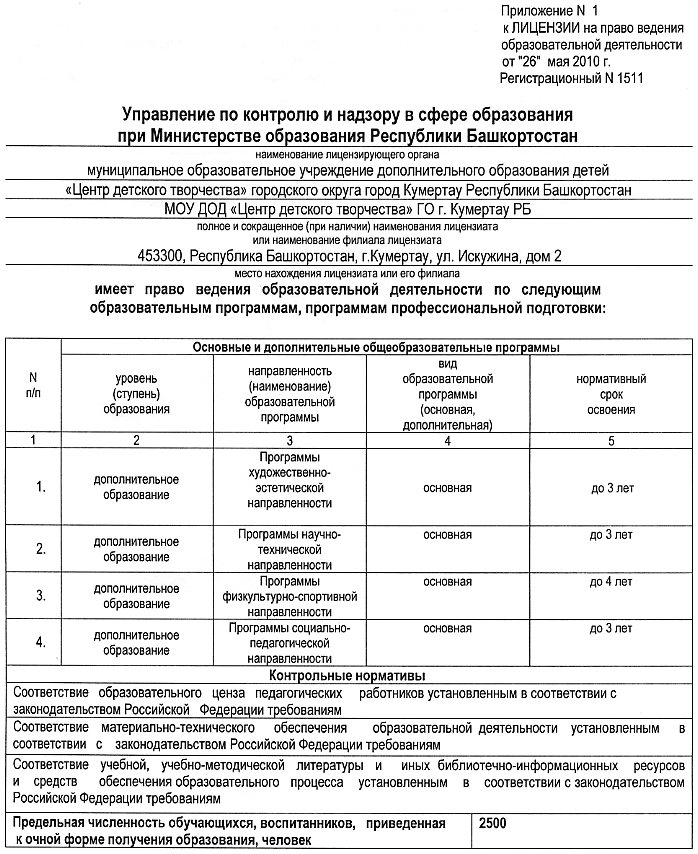 Приложение N 1
к ЛИЦЕНЗИИ на право ведения
образовательной деятельности
от "26" мая 2010 г.
Регистрационный N 1511
Управление по контролю и надзору в сфере образования
при Министерстве образования Республики Башкортостан
наименование лицензирующего органа
муниципальное образовательное учреждение дополнительного образования детей
«Центр детского творчества» городского округа город Кумертау Республики Башкортостан
МОУ ДОД «Центр детского творчества» ГО г. Кумертау РБ
полное и сокращенное (при наличии) наименования лицензиата
или наименование филиала лицензиата
453300, Республика Башкортостан, г.Кумертау, ул. Искужина, дом 2
место нахождения лицензиата или его филиала
имеет право ведения образовательной деятельности по следующим
образовательным программам, программам профессиональной подготовки:
N
п/п
Основные и дополнительные общеобразовательные программы
уровень
(ступень)
образования
направленность
(наименование)
образовательной
программы
вид
образовательной
программы
(основная,
дополнительная)
нормативный
срок
освоения
1 2 3 4 5
1.
дополнительное
образование
Программы
художественно-
эстетической
направленности
основная
до 3 лет
2.
дополнительное
образование
Программы научно-
технической
направленности
основная
до 3 лет
3.
дополнительное
образование
Программы
физкультурно-спортивной
направленности
основная
до 4 лет
4.
дополнительное
образование
Программы социально-
педагогической
направленности
основная
до 3 лет
Контрольные нормативы
Соответствие образовательного ценза педагогических работников установленным в соответствии с
законодательством Российской Федерации требованиям
Соответствие материально-технического обеспечения образовательной деятельности установленным в
соответствии с законодательством Российской Федерации требованиям
Соответствие учебной, учебно-методической литературы и иных библиотечно-информационных ресурсов
и средств обеспечения образовательного процесса установленным в соответствии с законодательством
Российской Федерации требованиям
Предельная численность обучающихся, воспитанников, приведенная
к очной форме получения образования, человек
2500